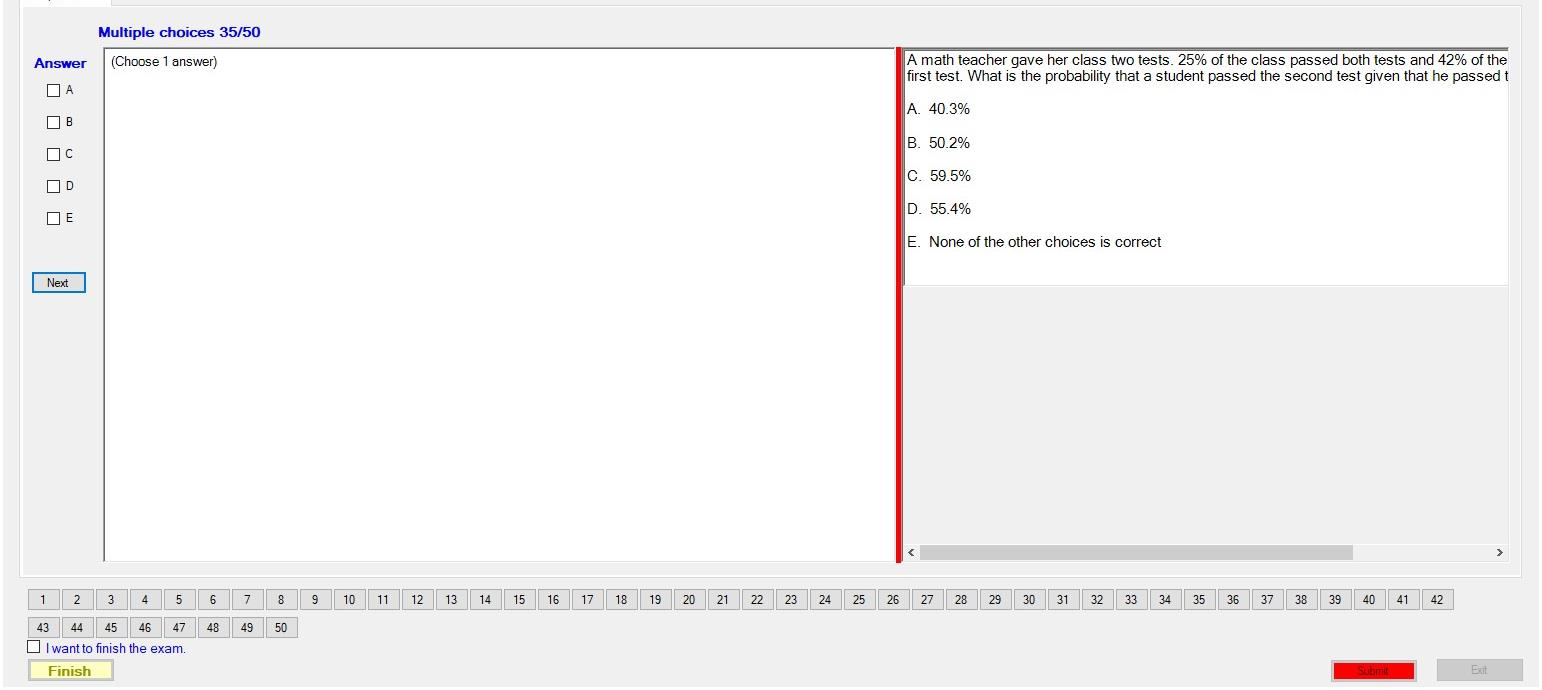 Multiple choices 35/50
Answer
(Choose 1 answer)
A
B
C
D
E
Next
A math teacher gave her class two tests. 25% of the class passed both tests and 42% of the
first test. What is the probability that a student passed the second test given that he passed t
A. 40.3%
B. 50.2%
C. 59.5%
D. 55.4%
E. None of the other choices is correct
1 2 3 4 5 6 7 8 9 10 11 12 13 14 15 16 17 18 19 20 21 22 23 24 25 26 27 28 29 30 31 32 33 34 35 36 37 38 39 40 41 42
43 44 45 46 47 48 49 50
I want to finish the exam.
Finish
Submit
Exit